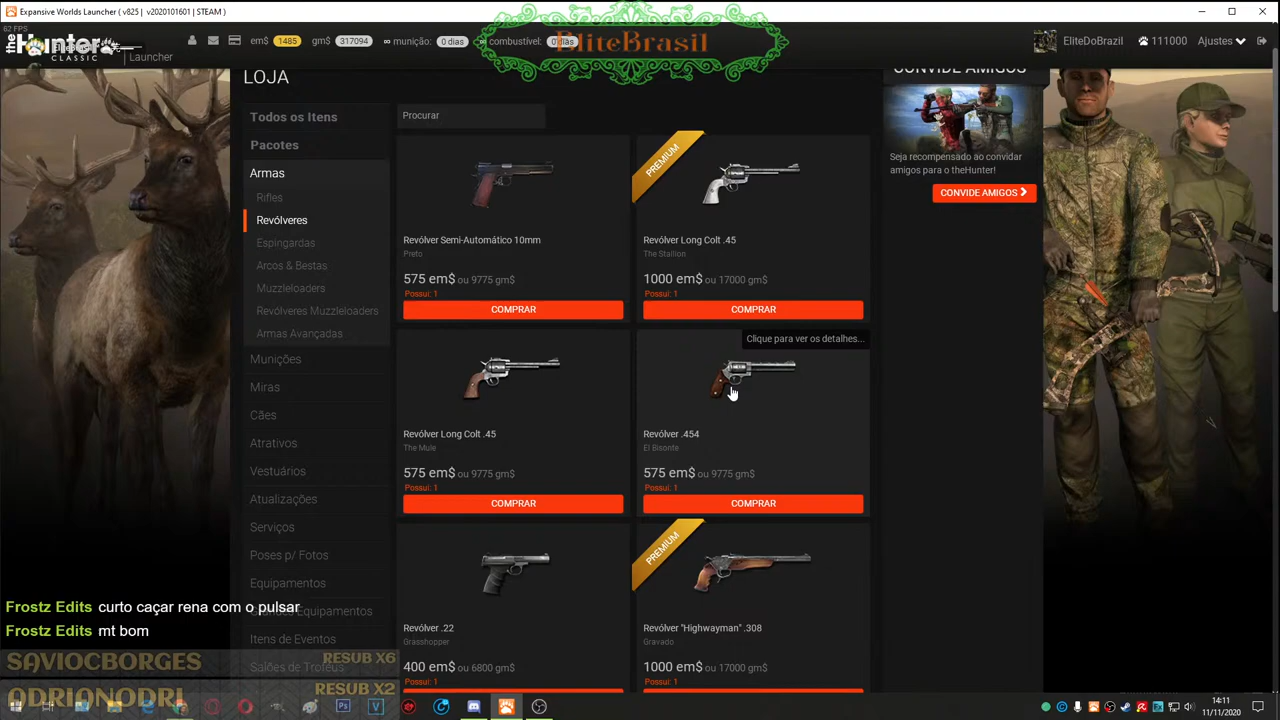 Expansive Worlds Launcher ( v825 | v2020101601 | STEAM )
62 FPS
theHunter
CLASSIC
Launcher
em$ 1485
gm$ 317094
∞ munição: 0 dias
∞ combustível: 0 dias
EliteBrasil
EliteDoBrazil
111000
Ajustes
LOJA
Todos os Itens
Pacotes
Armas
Rifles
Revólveres
Espingardas
Arcos & Bestas
Muzzleloaders
Revólveres Muzzleloaders
Armas Avançadas
Munições
Miras
Cães
Atrativos
Vestuários
Atualizações
Serviços
Poses p/ Fotos
Equipamentos
Grandes Equipamentos
Itens de Eventos
Salões de Troféus
Procurar
Revólver Semi-Automático 10mm
Preto
575 em$ ou 9775 gm$
Possui: 1
COMPRAR
PREMIUM
Revólver Long Colt .45
The Stallion
1000 em$ ou 17000 gm$
Possui: 1
COMPRAR
Revólver Long Colt .45
The Mule
575 em$ ou 9775 gm$
Possui: 1
COMPRAR
Clique para ver os detalhes...
Revólver .454
El Bisonte
575 em$ ou 9775 gm$
Possui: 1
COMPRAR
Revólver .22
Grasshopper
400 em$ ou 6800 gm$
Possui: 1
PREMIUM
Revólver "Highwayman" .308
Gravado
1000 em$ ou 17000 gm$
Possui: 1
CONVIDE AMIGOS
Seja recompensado ao convidar
amigos para o theHunter!
CONVIDE AMIGOS
Frostz Edits curto caçar rena com o pulsar
Frostz Edits mt bom
SAVIOCBORGES RESUB X6
ADRIANODRL RESUB X2
14:11
11/11/2020